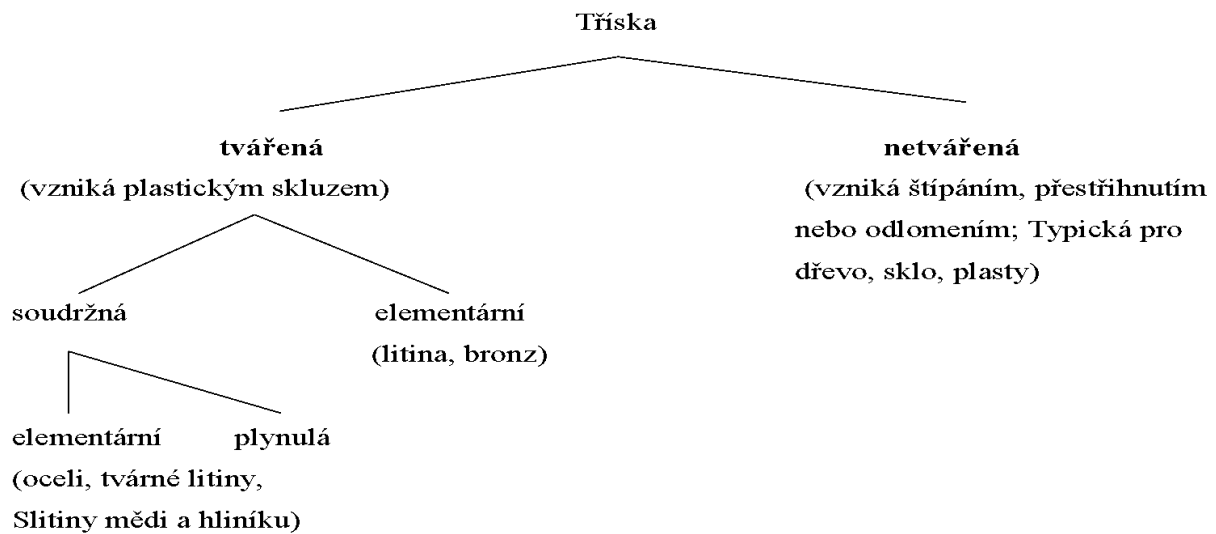 Tříska
tvářená
(vzniká plastickým skluzem)
netvářená
(vzniká štípáním, přestřihnutím
nebo odlomením; Typická pro
dřevo, sklo, plasty)
soudržná
elementární
(litina, bronz)
elementární
plynulá
(oceli, tvárné litiny,
Slitiny mědi a hliníku)